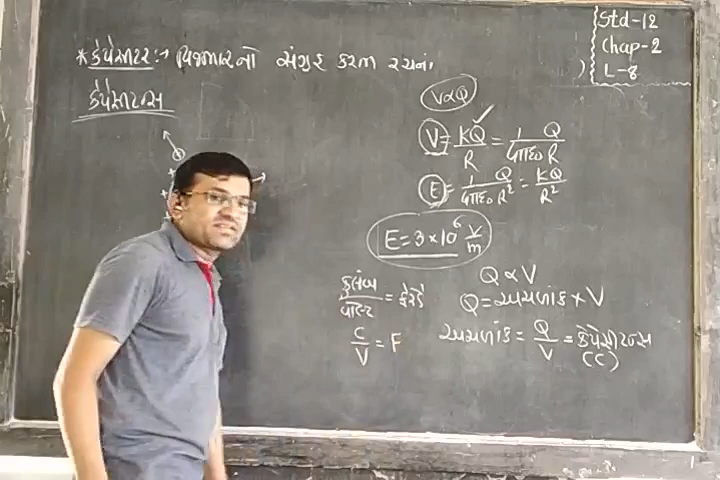 Std-12
Chap-2
L-8
* કેપેસીટર :→ વિજભારનો સંગ્રહ કરતી રચના
કેપેસીટન્સ
V∝Q
V = KQ/R = 1/4πε₀ Q/R
E = 1/4πε₀ Q/R² = KQ/R²
E = 3×10⁶ V/m
Q ∝ V
કુલંબ/વોલ્ટ = ફેરેડે
Q = અચળાંક × V
C/V = F
અચળાંક = Q/V = કેપેસીટન્સ
(C)